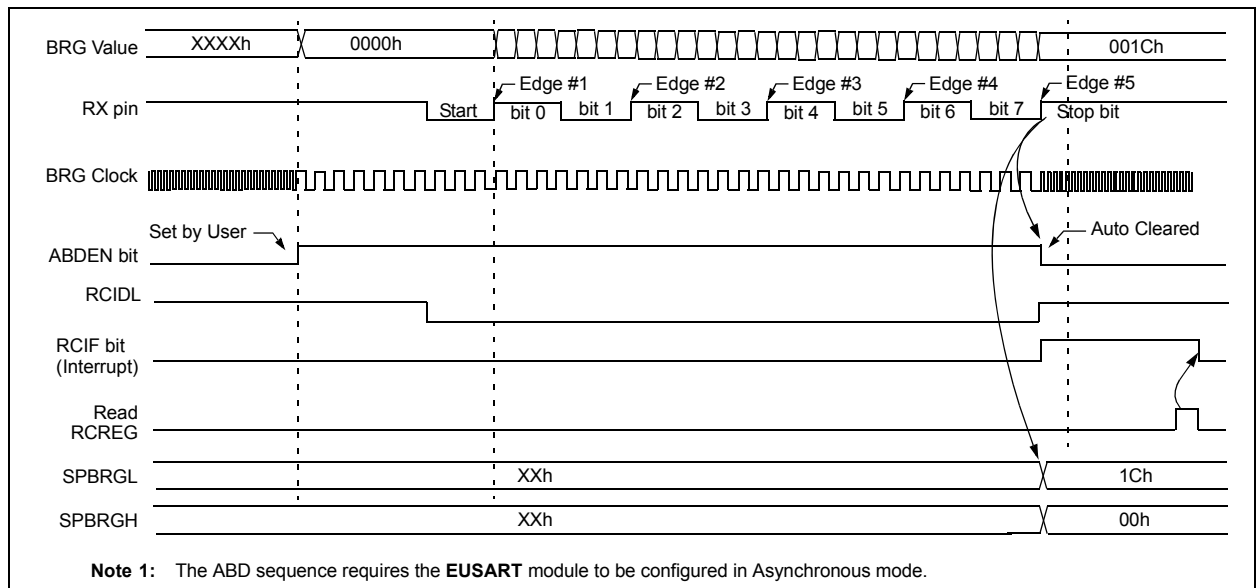 BRG Value XXXXh 0000h 001Ch
Edge #1 Edge #2 Edge #3 Edge #4 Edge #5
RX pin Start bit 0 bit 1 bit 2 bit 3 bit 4 bit 5 bit 6 bit 7 Stop bit
BRG Clock
Set by User Auto Cleared
ABDEN bit
RCIDL
RCIF bit
(Interrupt)
Read
RCREG
SPBRGL XXh 1Ch
SPBRGH XXh 00h
Note 1: The ABD sequence requires the EUSART module to be configured in Asynchronous mode.